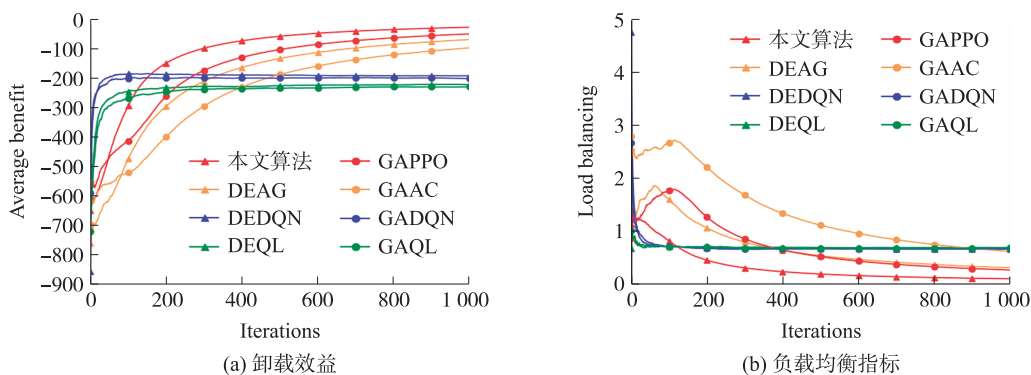 0
-100
-200
-300
-400
-500
-600
-700
-800
-900
Average benefit
本文算法 GAPPO
DEAG GAAC
DEDQN GADQN
DEQL GAQL
0 200 400 600 800 1 000
Iterations
(a) 卸载效益
5
4
3
2
1
0
Load balancing
本文算法 GAPPO
DEAG GAAC
DEDQN GADQN
DEQL GAQL
0 200 400 600 800 1 000
Iterations
(b) 负载均衡指标